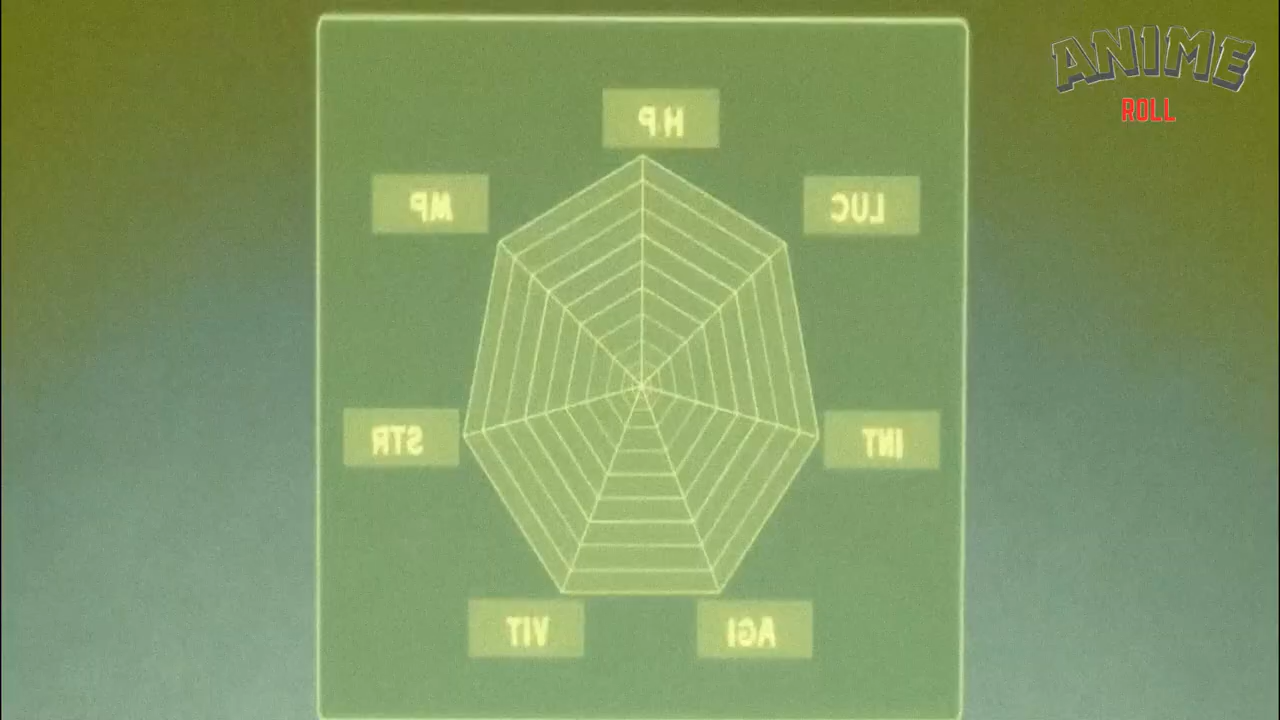 ANIME
ROLL
HP
MP
LUC
STR
INT
VIT
AGI